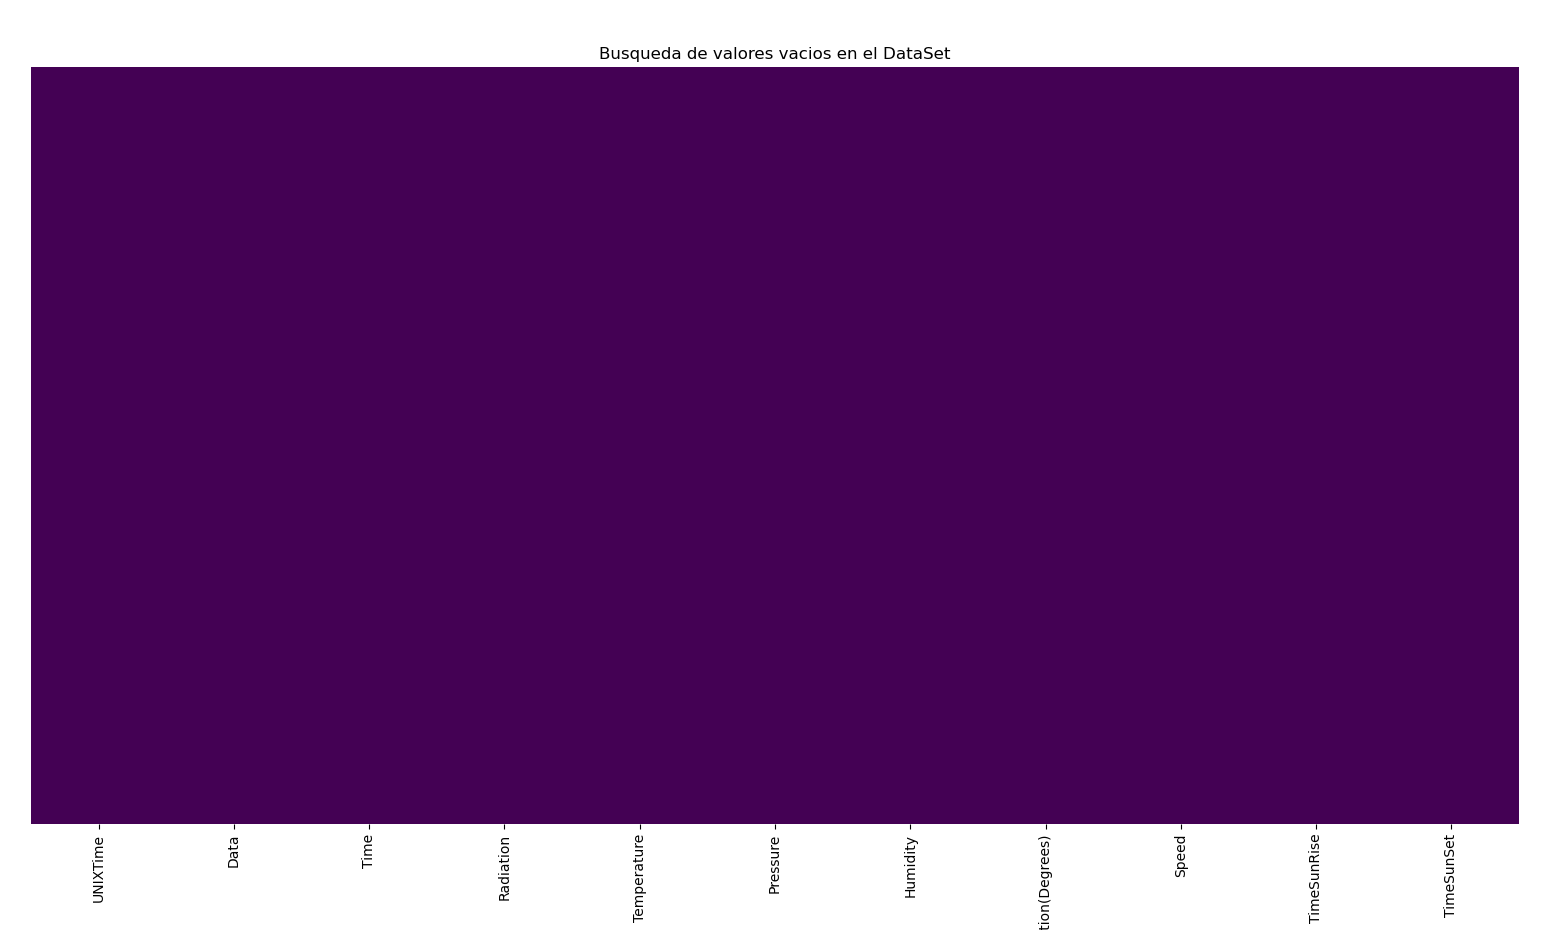 Busqueda de valores vacios en el DataSet
UNIXTime
Data
Time
Radiation
Temperature
Pressure
Humidity
tion(Degrees)
Speed
TimeSunRise
TimeSunSet